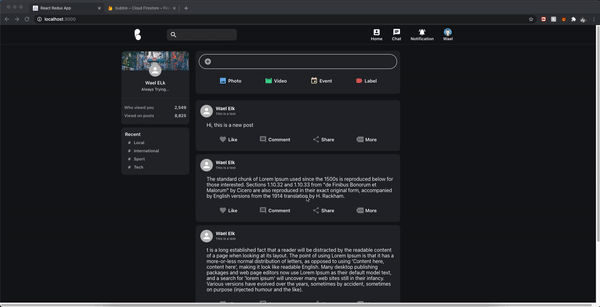 React Redux App
localhost:3000
Home
Chat
Notification
Wael
Photo
Video
Event
Label
Wael ELk
Always Trying...
Who viewed you 2,549
Viewed on posts 8,825
Recent
# Local
# International
# Sport
# Tech
Wael Elk
this is a test
Hi, this is a new post
Like
Comment
Share
More
Wael Elk
this is a test
The standard chunk of Lorem Ipsum used since the 1500s is reproduced below for
those interested. Sections 1.10.32 and 1.10.33 from "de Finibus Bonorum et
Malorum" by Cicero are also reproduced in their exact original form, accompanied
by English versions from the 1914 translation by H. Rackham.
Like
Comment
Share
More
Wael Elk
this is a test
t is a long established fact that a reader will be distracted by the readable content
of a page when looking at its layout. The point of using Lorem Ipsum is that it has a
more-or-less normal distribution of letters, as opposed to using 'Content here,
content here', making it look like readable English. Many desktop publishing
packages and web page editors now use Lorem Ipsum as their default model text,
and a search for 'lorem ipsum' will uncover many web sites still in their infancy.
Various versions have evolved over the years, sometimes by accident, sometimes
on purpose (injected humour and the like).